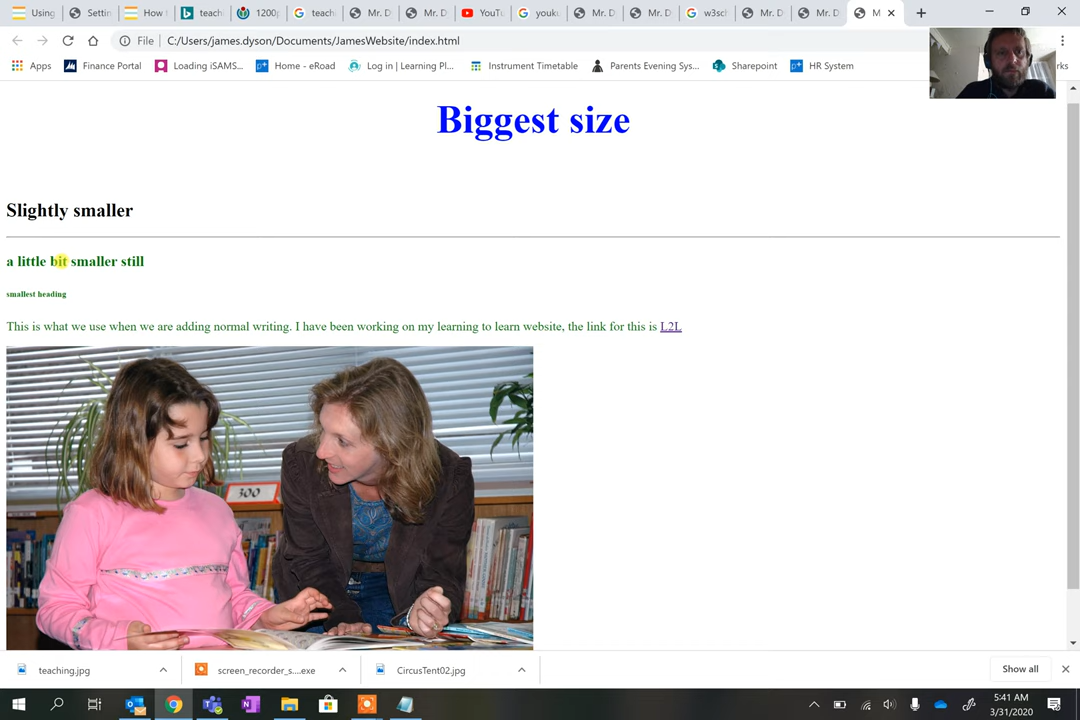 Using
Settin
How t
teach
1200p
teach
Mr. D
Mr. D
YouTu
youku
Mr. D
Mr. D
w3sch
Mr. D
Mr. D
M
File C:/Users/james.dyson/Documents/JamesWebsite/index.html
Apps Finance Portal Loading iSAMS... Home - eRoad Log in | Learning Pl... Instrument Timetable Parents Evening Sys... Sharepoint HR System rks
Biggest size
Slightly smaller
a little bit smaller still
smallest heading
This is what we use when we are adding normal writing. I have been working on my learning to learn website, the link for this is L2L
300
teaching.jpg screen_recorder_s....exe CircusTent02.jpg Show all
5:41 AM
3/31/2020